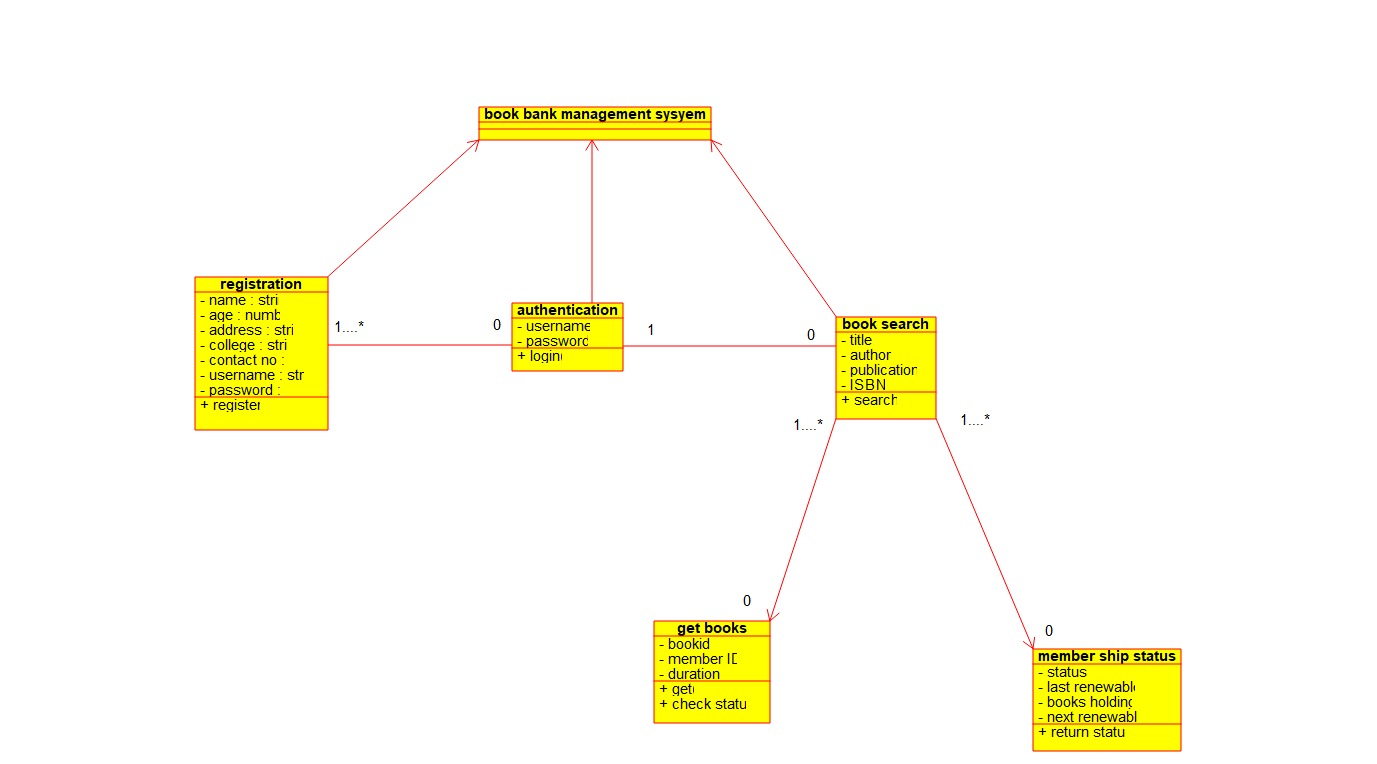 book bank management sysyem
registration
- name : stri
- age : numb
- address : stri
- college : stri
- contact no :
- username : str
- password :
+ register
1....*
0
authentication
- username
- password
+ login(
1
0
book search
- title
- author
- publication
- ISBN
+ search
1....*
1....*
0
get books
- bookid
- member ID
- duration
+ get(
+ check statu
0
member ship status
- status
- last renewabl
- books holding
- next renewabl
+ return statu